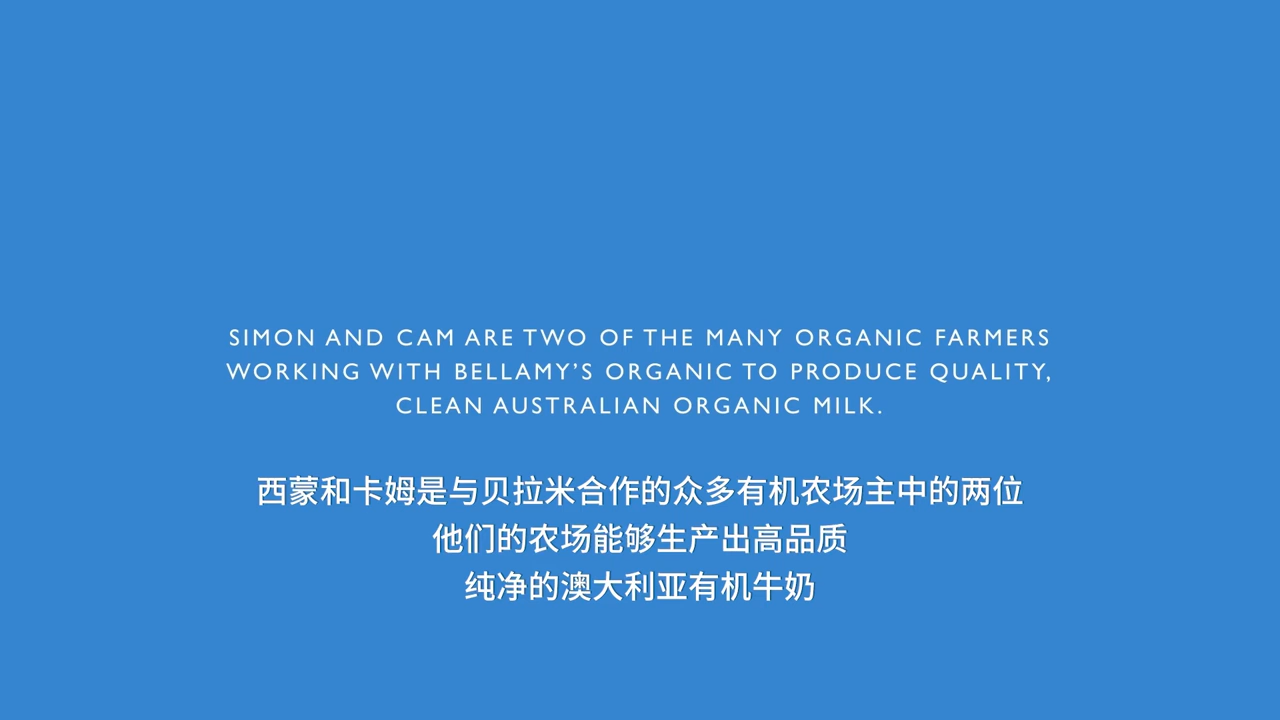 SIMON AND CAM ARE TWO OF THE MANY ORGANIC FARMERS
WORKING WITH BELLAMY’S ORGANIC TO PRODUCE QUALITY,
CLEAN AUSTRALIAN ORGANIC MILK.
西蒙和卡姆是与贝拉米合作的众多有机农场主中的两位
他们的农场能够生产出高品质
纯净的澳大利亚有机牛奶